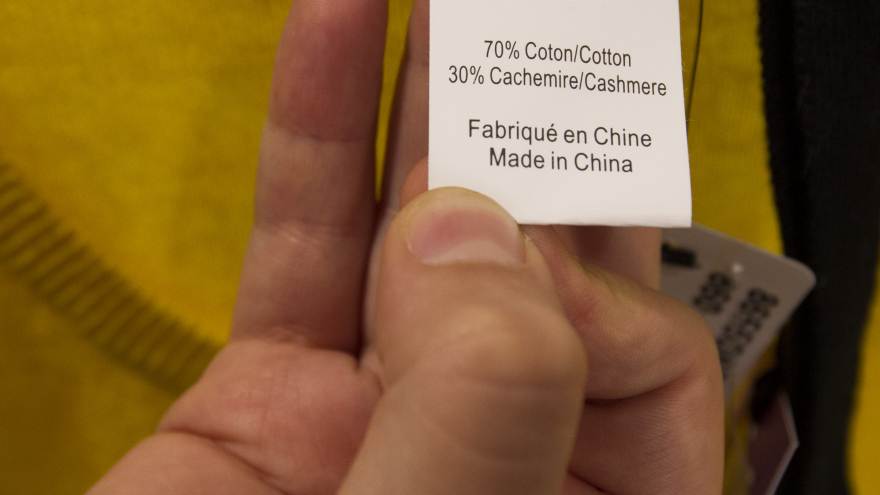 70% Coton/Cotton
30% Cachemire/Cashmere
Fabriqué en Chine
Made in China